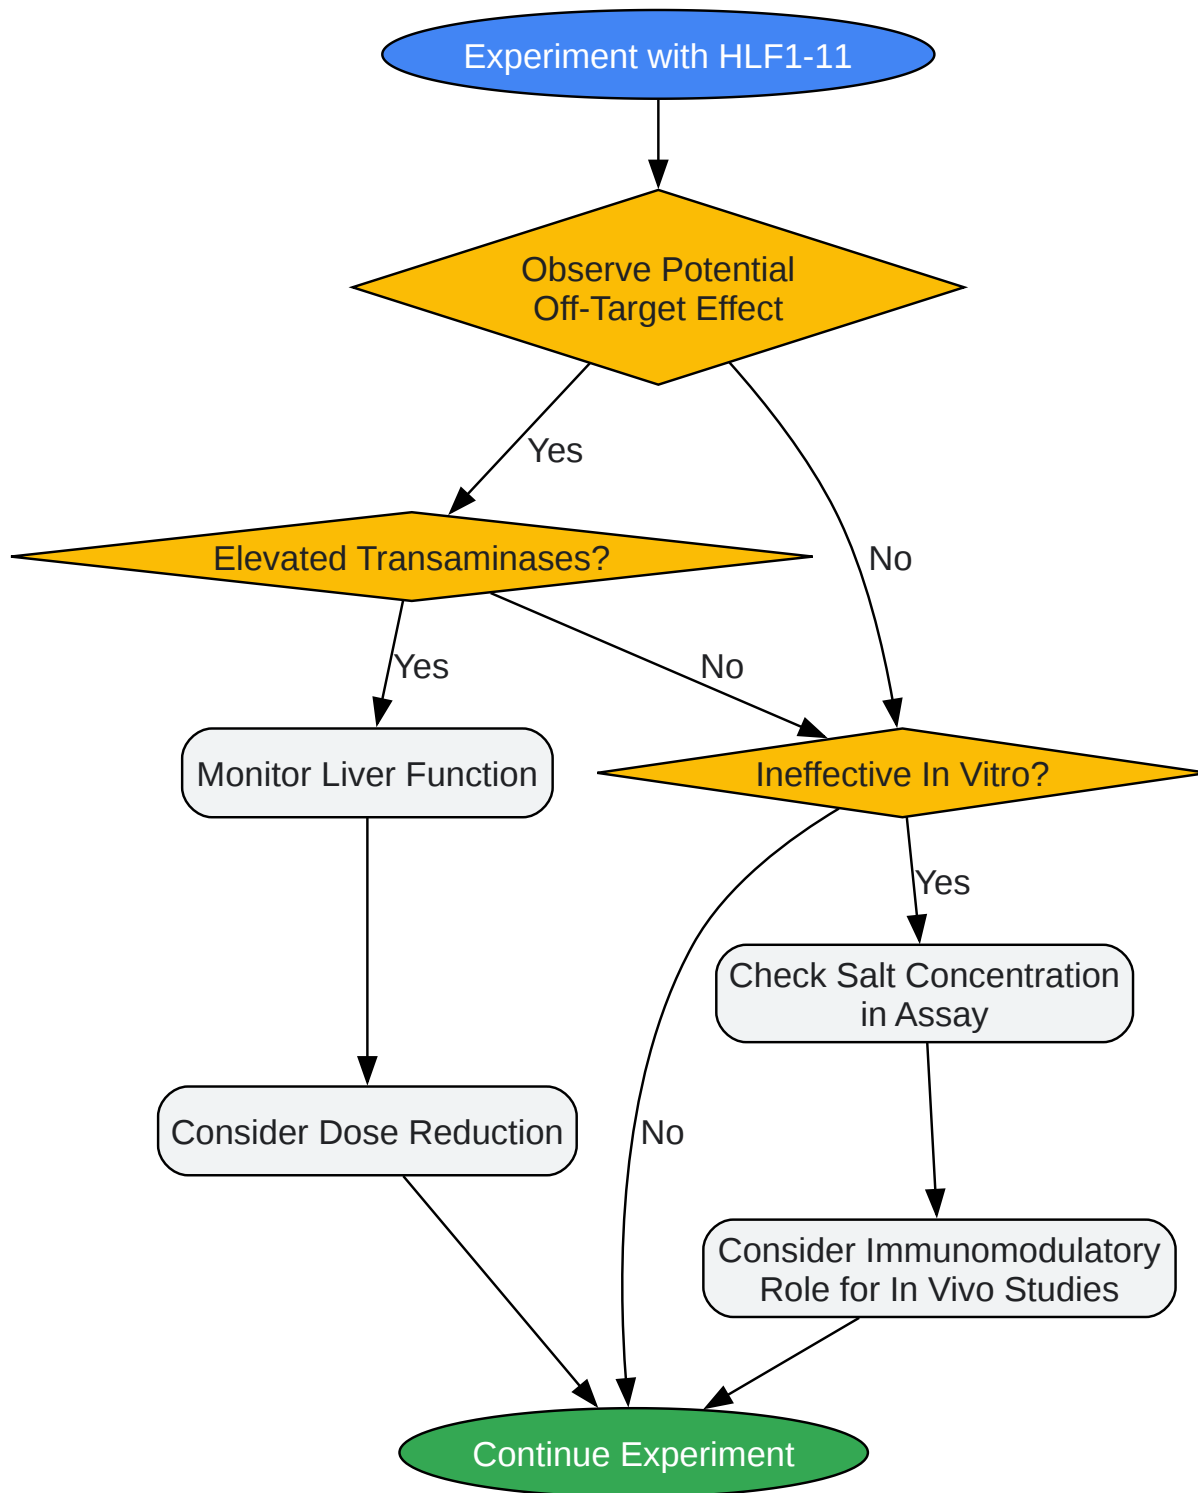 Experiment with HLF1-11
Observe Potential
Off-Target Effect
Yes
No
Elevated Transaminases?
Yes
No
Monitor Liver Function
Ineffective In Vitro?
Yes
Check Salt Concentration
in Assay
Consider Dose Reduction
No
Consider Immunomodulatory
Role for In Vivo Studies
Continue Experiment